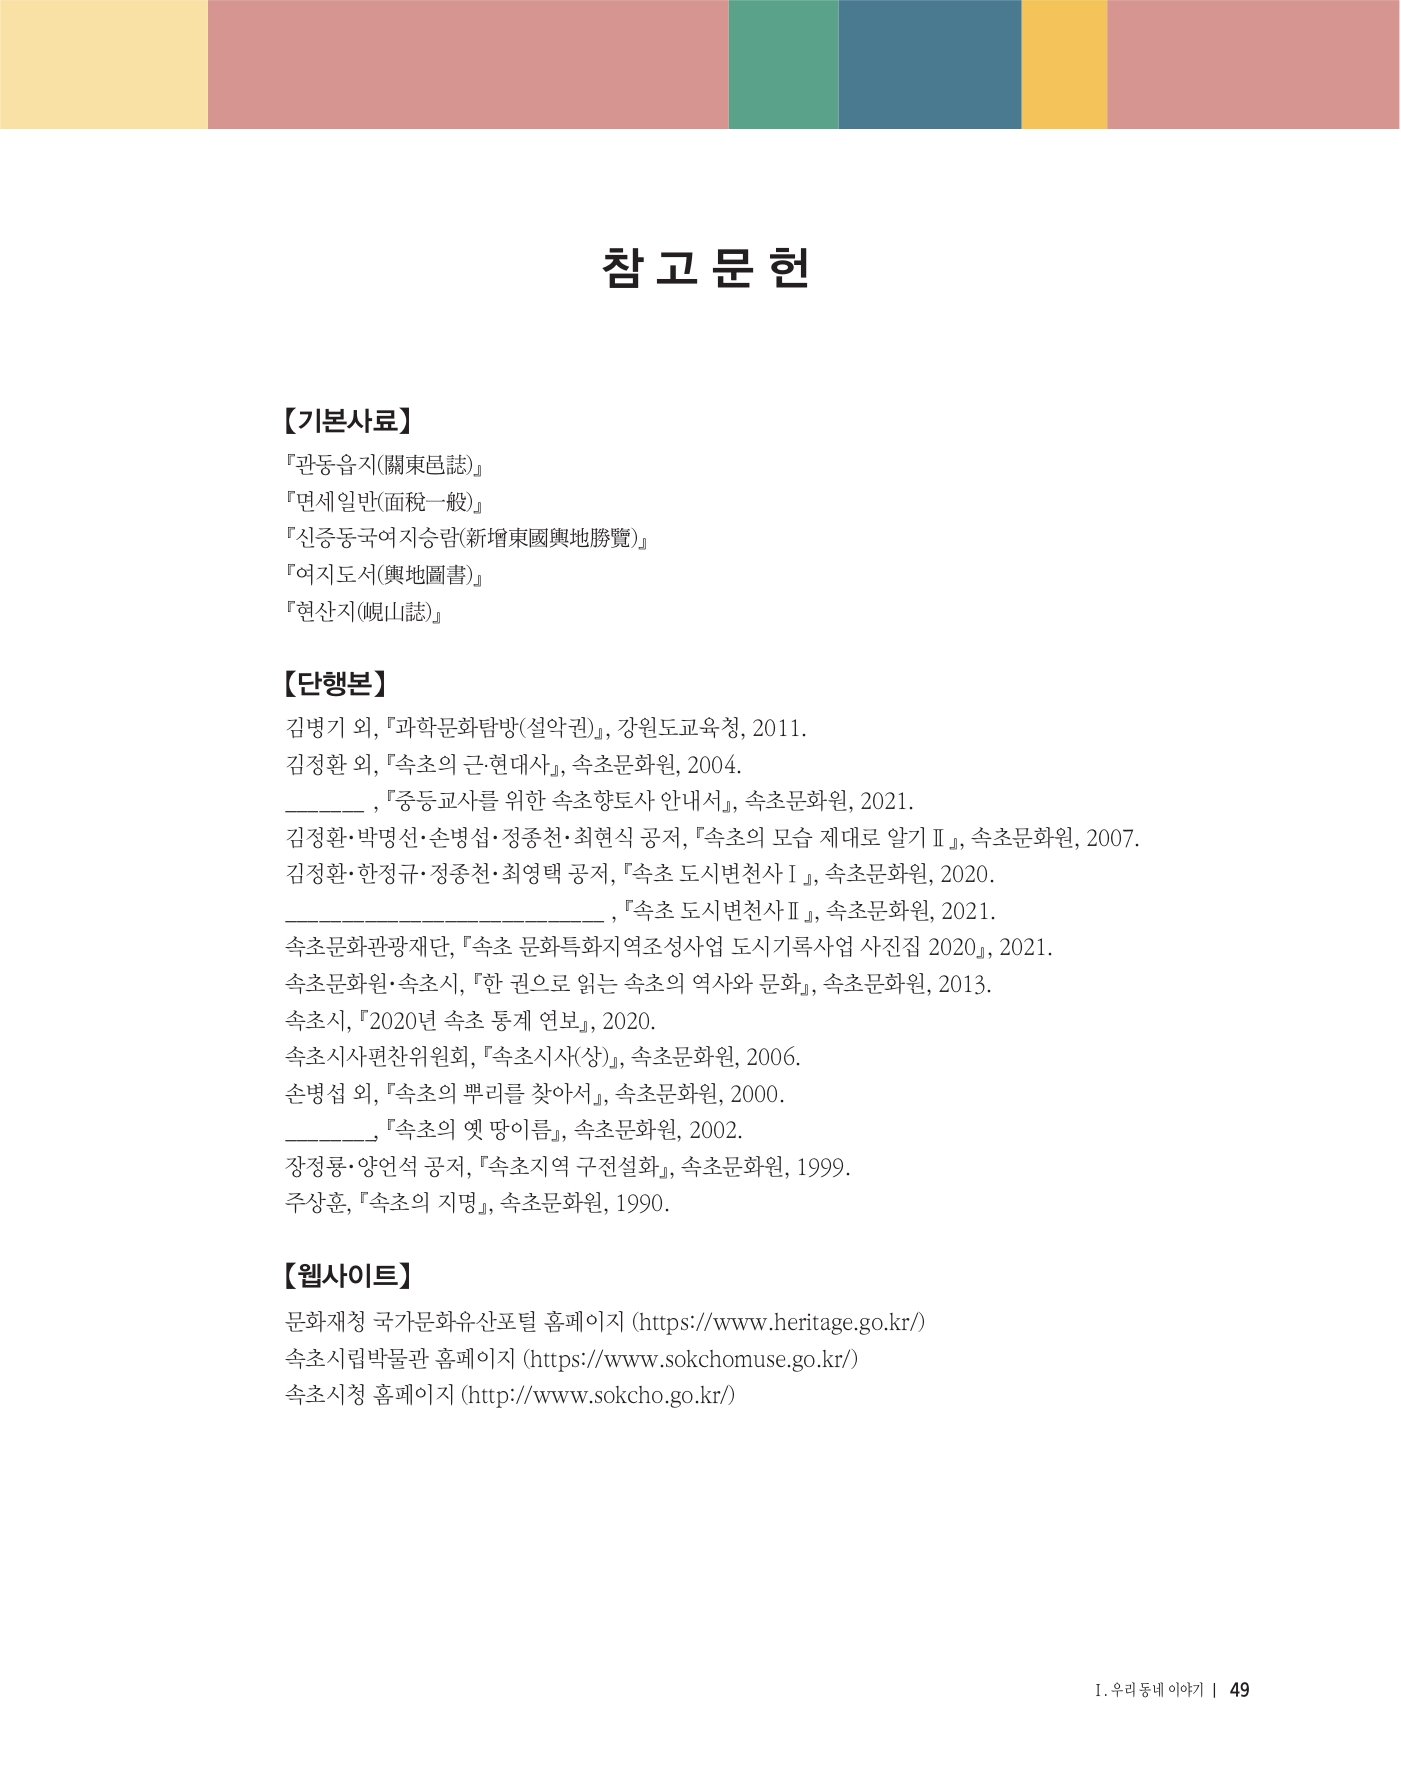 참고문헌
【기본사료】
『관동읍지(關東邑誌)』
『면세일반(面稅一般)』
『신증동국여지승람(新增東國輿地勝覽)』
『여지도서(輿地圖書)』
『현산지(峴山誌)』
【단행본】
김병기 외, 『과학문화탐방(설악권)』, 강원도교육청, 2011.
김정환 외, 『속초의 근·현대사』, 속초문화원, 2004.
_______ , 『중등교사를 위한 속초향토사 안내서』, 속초문화원, 2021.
김정환·박명선·손병섭·정종천·최현식 공저, 『속초의 모습 제대로 알기Ⅱ』, 속초문화원, 2007.
김정환·한정규·정종천·최영택 공저, 『속초 도시변천사Ⅰ』, 속초문화원, 2020.
____________________________ , 『속초 도시변천사Ⅱ』, 속초문화원, 2021.
속초문화관광재단, 『속초 문화특화지역조성사업 도시기록사업 사진집 2020』, 2021.
속초문화원·속초시, 『한 권으로 읽는 속초의 역사와 문화』, 속초문화원, 2013.
속초시, 『2020년 속초 통계 연보』, 2020.
속초시사편찬위원회, 『속초시사(상)』, 속초문화원, 2006.
손병섭 외, 『속초의 뿌리를 찾아서』, 속초문화원, 2000.
________, 『속초의 옛 땅이름』, 속초문화원, 2002.
장정룡·양언석 공저, 『속초지역 구전설화』, 속초문화원, 1999.
주상훈, 『속초의 지명』, 속초문화원, 1990.
【웹사이트】
문화재청 국가문화유산포털 홈페이지 (https://www.heritage.go.kr/)
속초시립박물관 홈페이지 (https://www.sokchomuse.go.kr/)
속초시청 홈페이지 (http://www.sokcho.go.kr/)
Ⅰ. 우리 동네 이야기 | 49